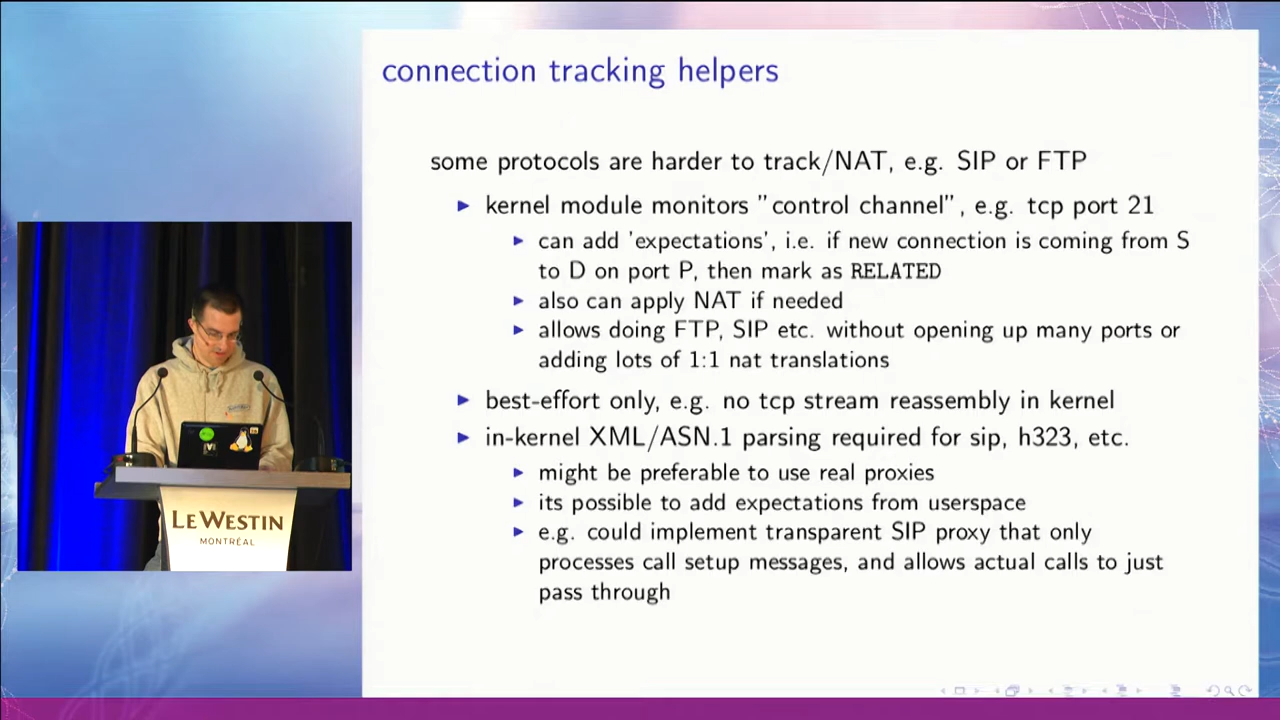 connection tracking helpers
some protocols are harder to track/NAT, e.g. SIP or FTP
kernel module monitors "control channel", e.g. tcp port 21
can add 'expectations', i.e. if new connection is coming from S
to D on port P, then mark as RELATED
also can apply NAT if needed
allows doing FTP, SIP etc. without opening up many ports or
adding lots of 1:1 nat translations
best-effort only, e.g. no tcp stream reassembly in kernel
in-kernel XML/ASN.1 parsing required for sip, h323, etc.
might be preferable to use real proxies
its possible to add expectations from userspace
e.g. could implement transparent SIP proxy that only
processes call setup messages, and allows actual calls to just
pass through
LE WESTIN
MONTRÉAL